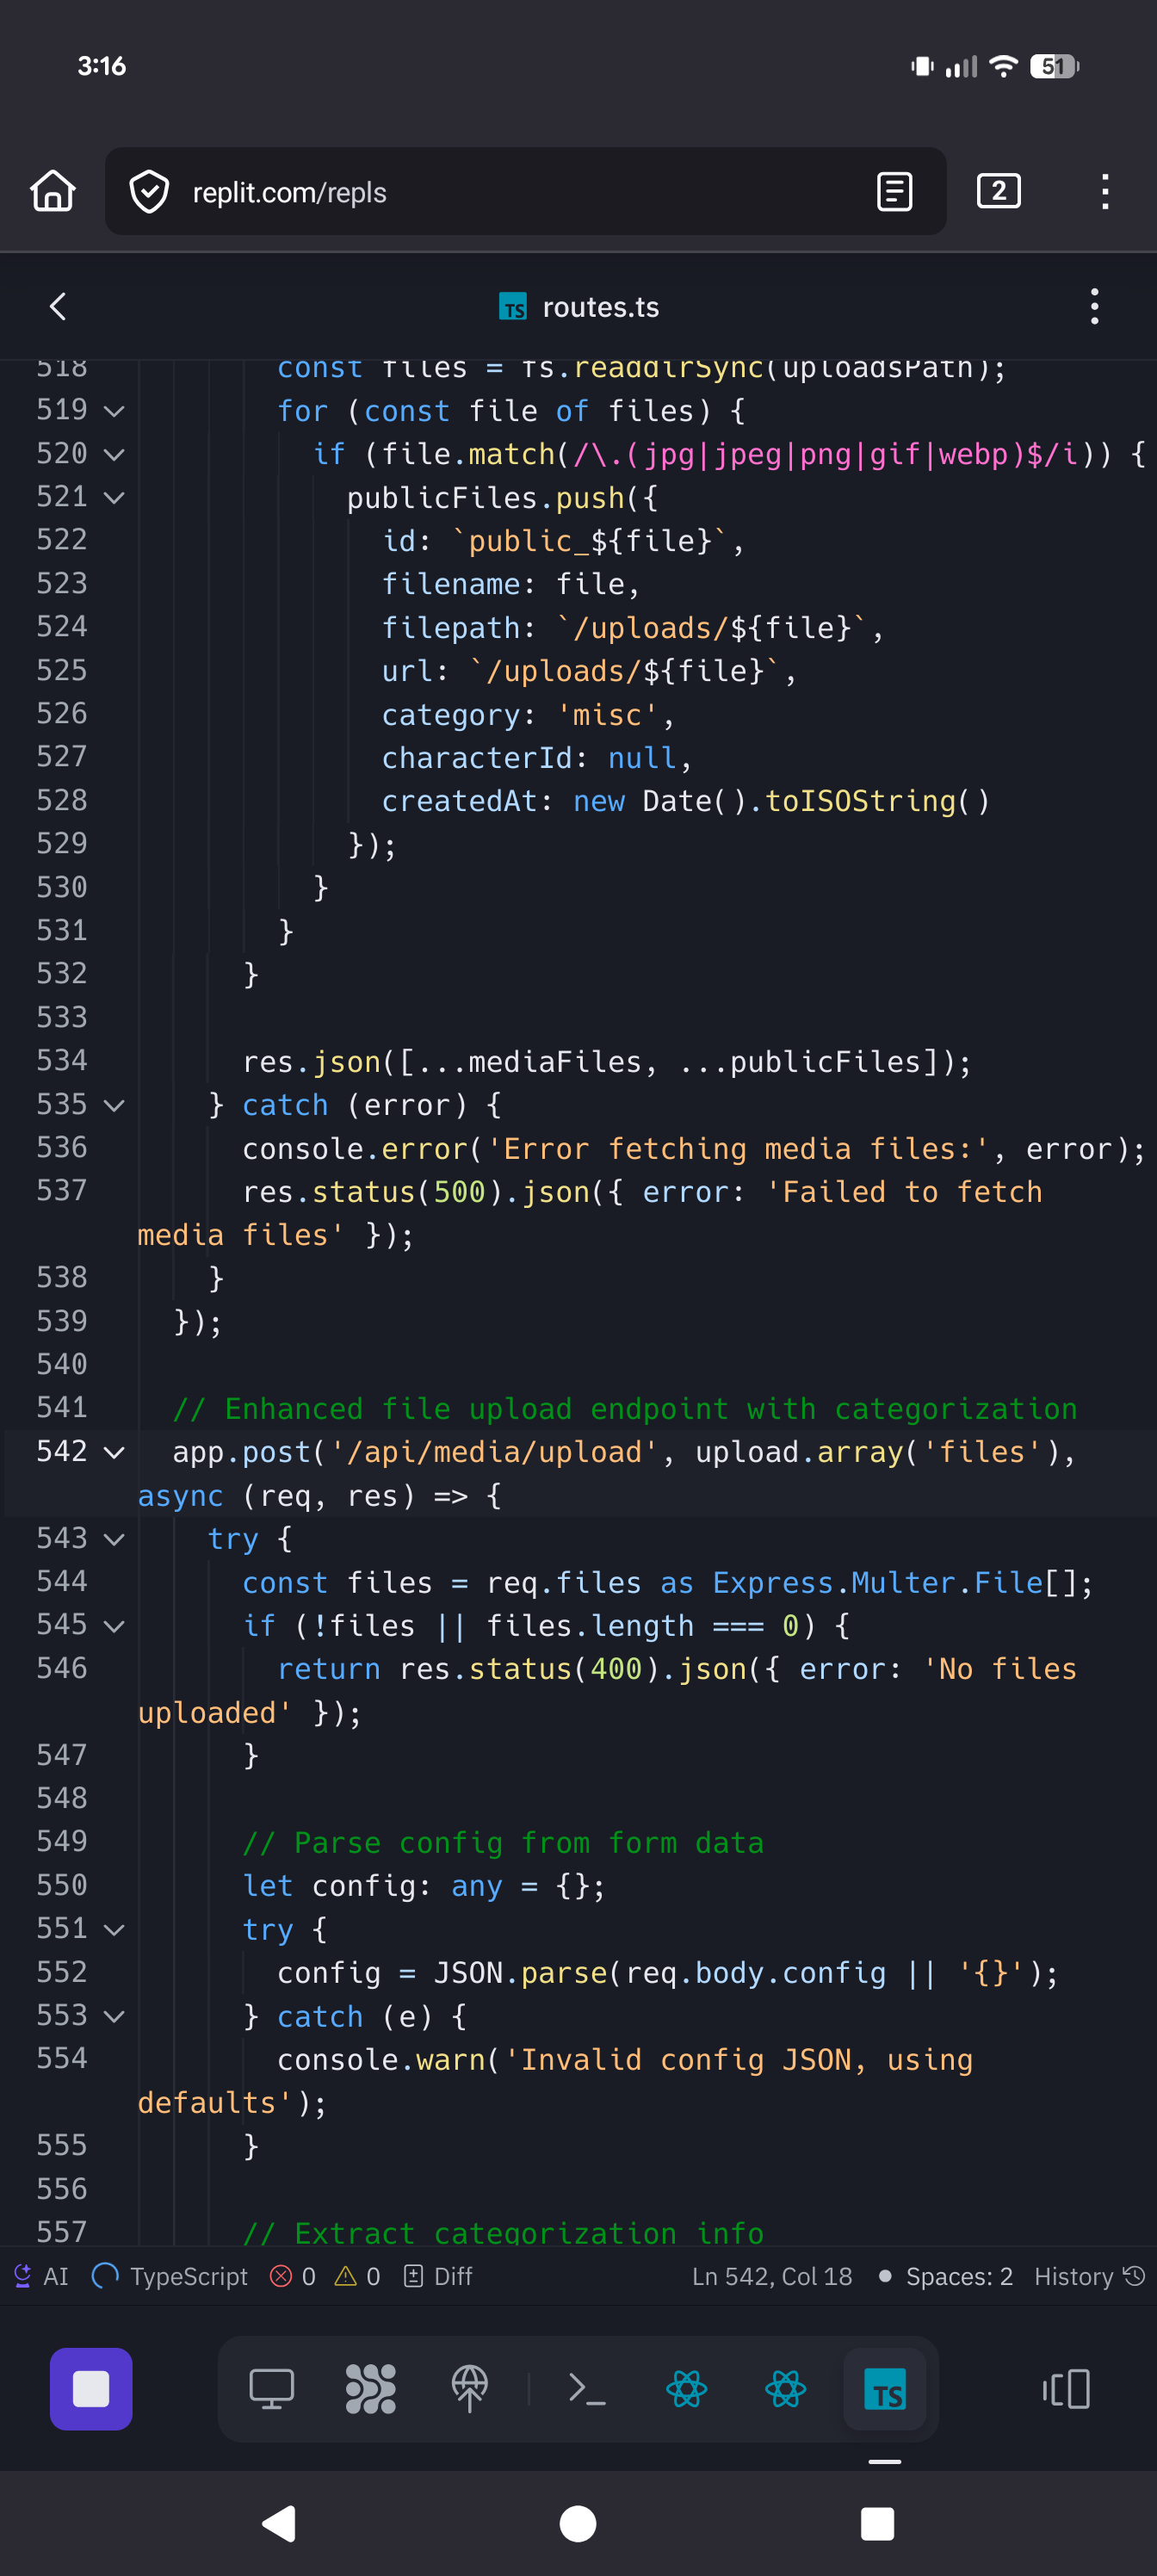 3:16
51
replit.com/repls
2
TS routes.ts
518 const files = fs.readdirSync(uploadsPath);
519 for (const file of files) {
520 if (file.match(/\.(jpg|jpeg|png|gif|webp)$/i)) {
521 publicFiles.push({
522 id: `public_${file}`,
523 filename: file,
524 filepath: `/uploads/${file}`,
525 url: `/uploads/${file}`,
526 category: 'misc',
527 characterId: null,
528 createdAt: new Date().toISOString()
529 });
530 }
531 }
532 }
533
534 res.json([...mediaFiles, ...publicFiles]);
535 } catch (error) {
536 console.error('Error fetching media files:', error);
537 res.status(500).json({ error: 'Failed to fetch
media files' });
538 }
539 });
540
541 // Enhanced file upload endpoint with categorization
542 app.post('/api/media/upload', upload.array('files'),
async (req, res) => {
543 try {
544 const files = req.files as Express.Multer.File[];
545 if (!files || files.length === 0) {
546 return res.status(400).json({ error: 'No files
uploaded' });
547 }
548
549 // Parse config from form data
550 let config: any = {};
551 try {
552 config = JSON.parse(req.body.config || '{}');
553 } catch (e) {
554 console.warn('Invalid config JSON, using
defaults');
555 }
556
557 // Extract categorization info
AI TypeScript 0 0 Diff Ln 542, Col 18 Spaces: 2 History
TS